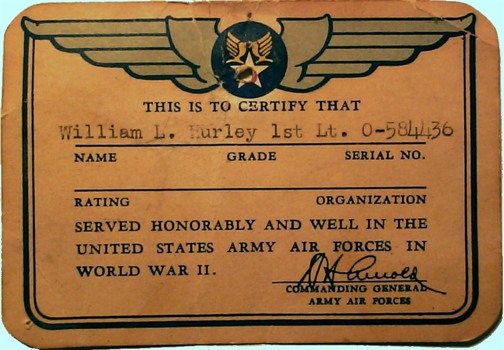 THIS IS TO CERTIFY THAT
William L. Hurley 1st Lt. O-584436
NAME GRADE SERIAL NO.
RATING ORGANIZATION
SERVED HONORABLY AND WELL IN THE
UNITED STATES ARMY AIR FORCES IN
WORLD WAR II.
H H Arnold
COMMANDING GENERAL
ARMY AIR FORCES